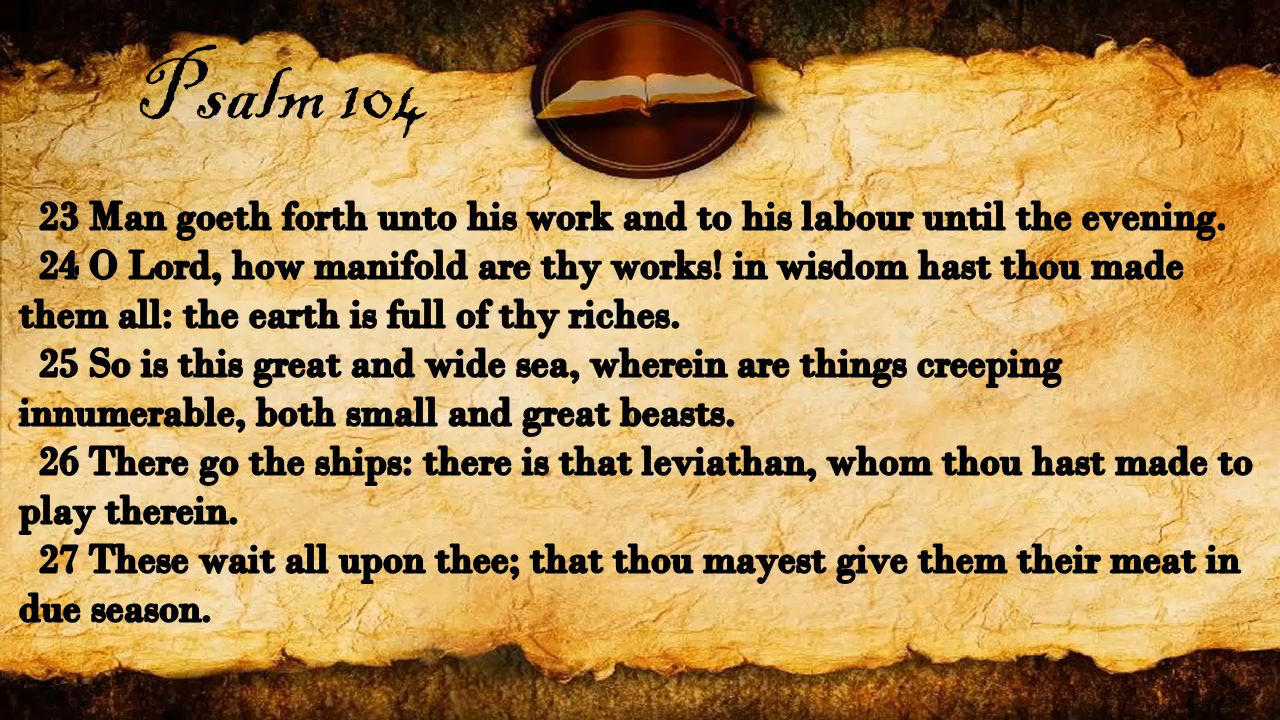 Psalm 104
23 Man goeth forth unto his work and to his labour until the evening.
24 O Lord, how manifold are thy works! in wisdom hast thou made
them all: the earth is full of thy riches.
25 So is this great and wide sea, wherein are things creeping
innumerable, both small and great beasts.
26 There go the ships: there is that leviathan, whom thou hast made to
play therein.
27 These wait all upon thee; that thou mayest give them their meat in
due season.